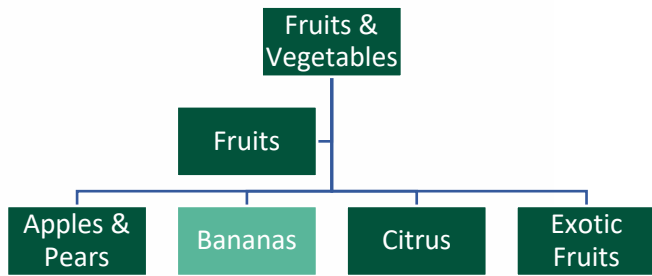 Fruits &
Vegetables
Fruits
Apples &
Pears
Bananas
Citrus
Exotic
Fruits